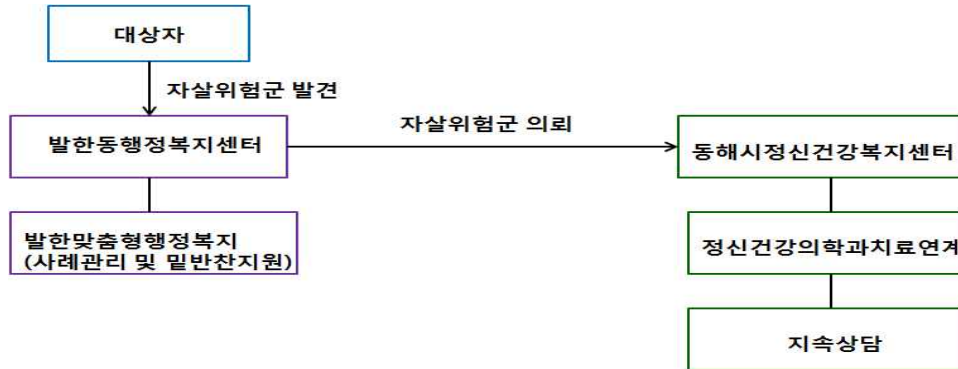 대상자
자살위험군 발견
발한동행정복지센터
자살위험군 의뢰
동해시정신건강복지센터
발한맞춤형행정복지
(사례관리 및 밑반찬지원)
정신건강의학과치료연계
지속상담